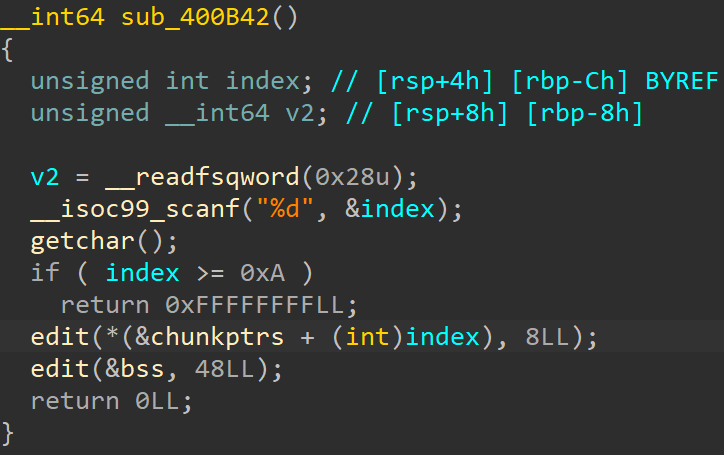 __int64 sub_400B42()
{
  unsigned int index; // [rsp+4h] [rbp-Ch] BYREF
  unsigned __int64 v2; // [rsp+8h] [rbp-8h]

  v2 = __readfsqword(0x28u);
  __isoc99_scanf("%d", &index);
  getchar();
  if ( index >= 0xA )
    return 0xFFFFFFFFLL;
  edit(*(&chunkptrs + (int)index), 8LL);
  edit(&bss, 48LL);
  return 0LL;
}